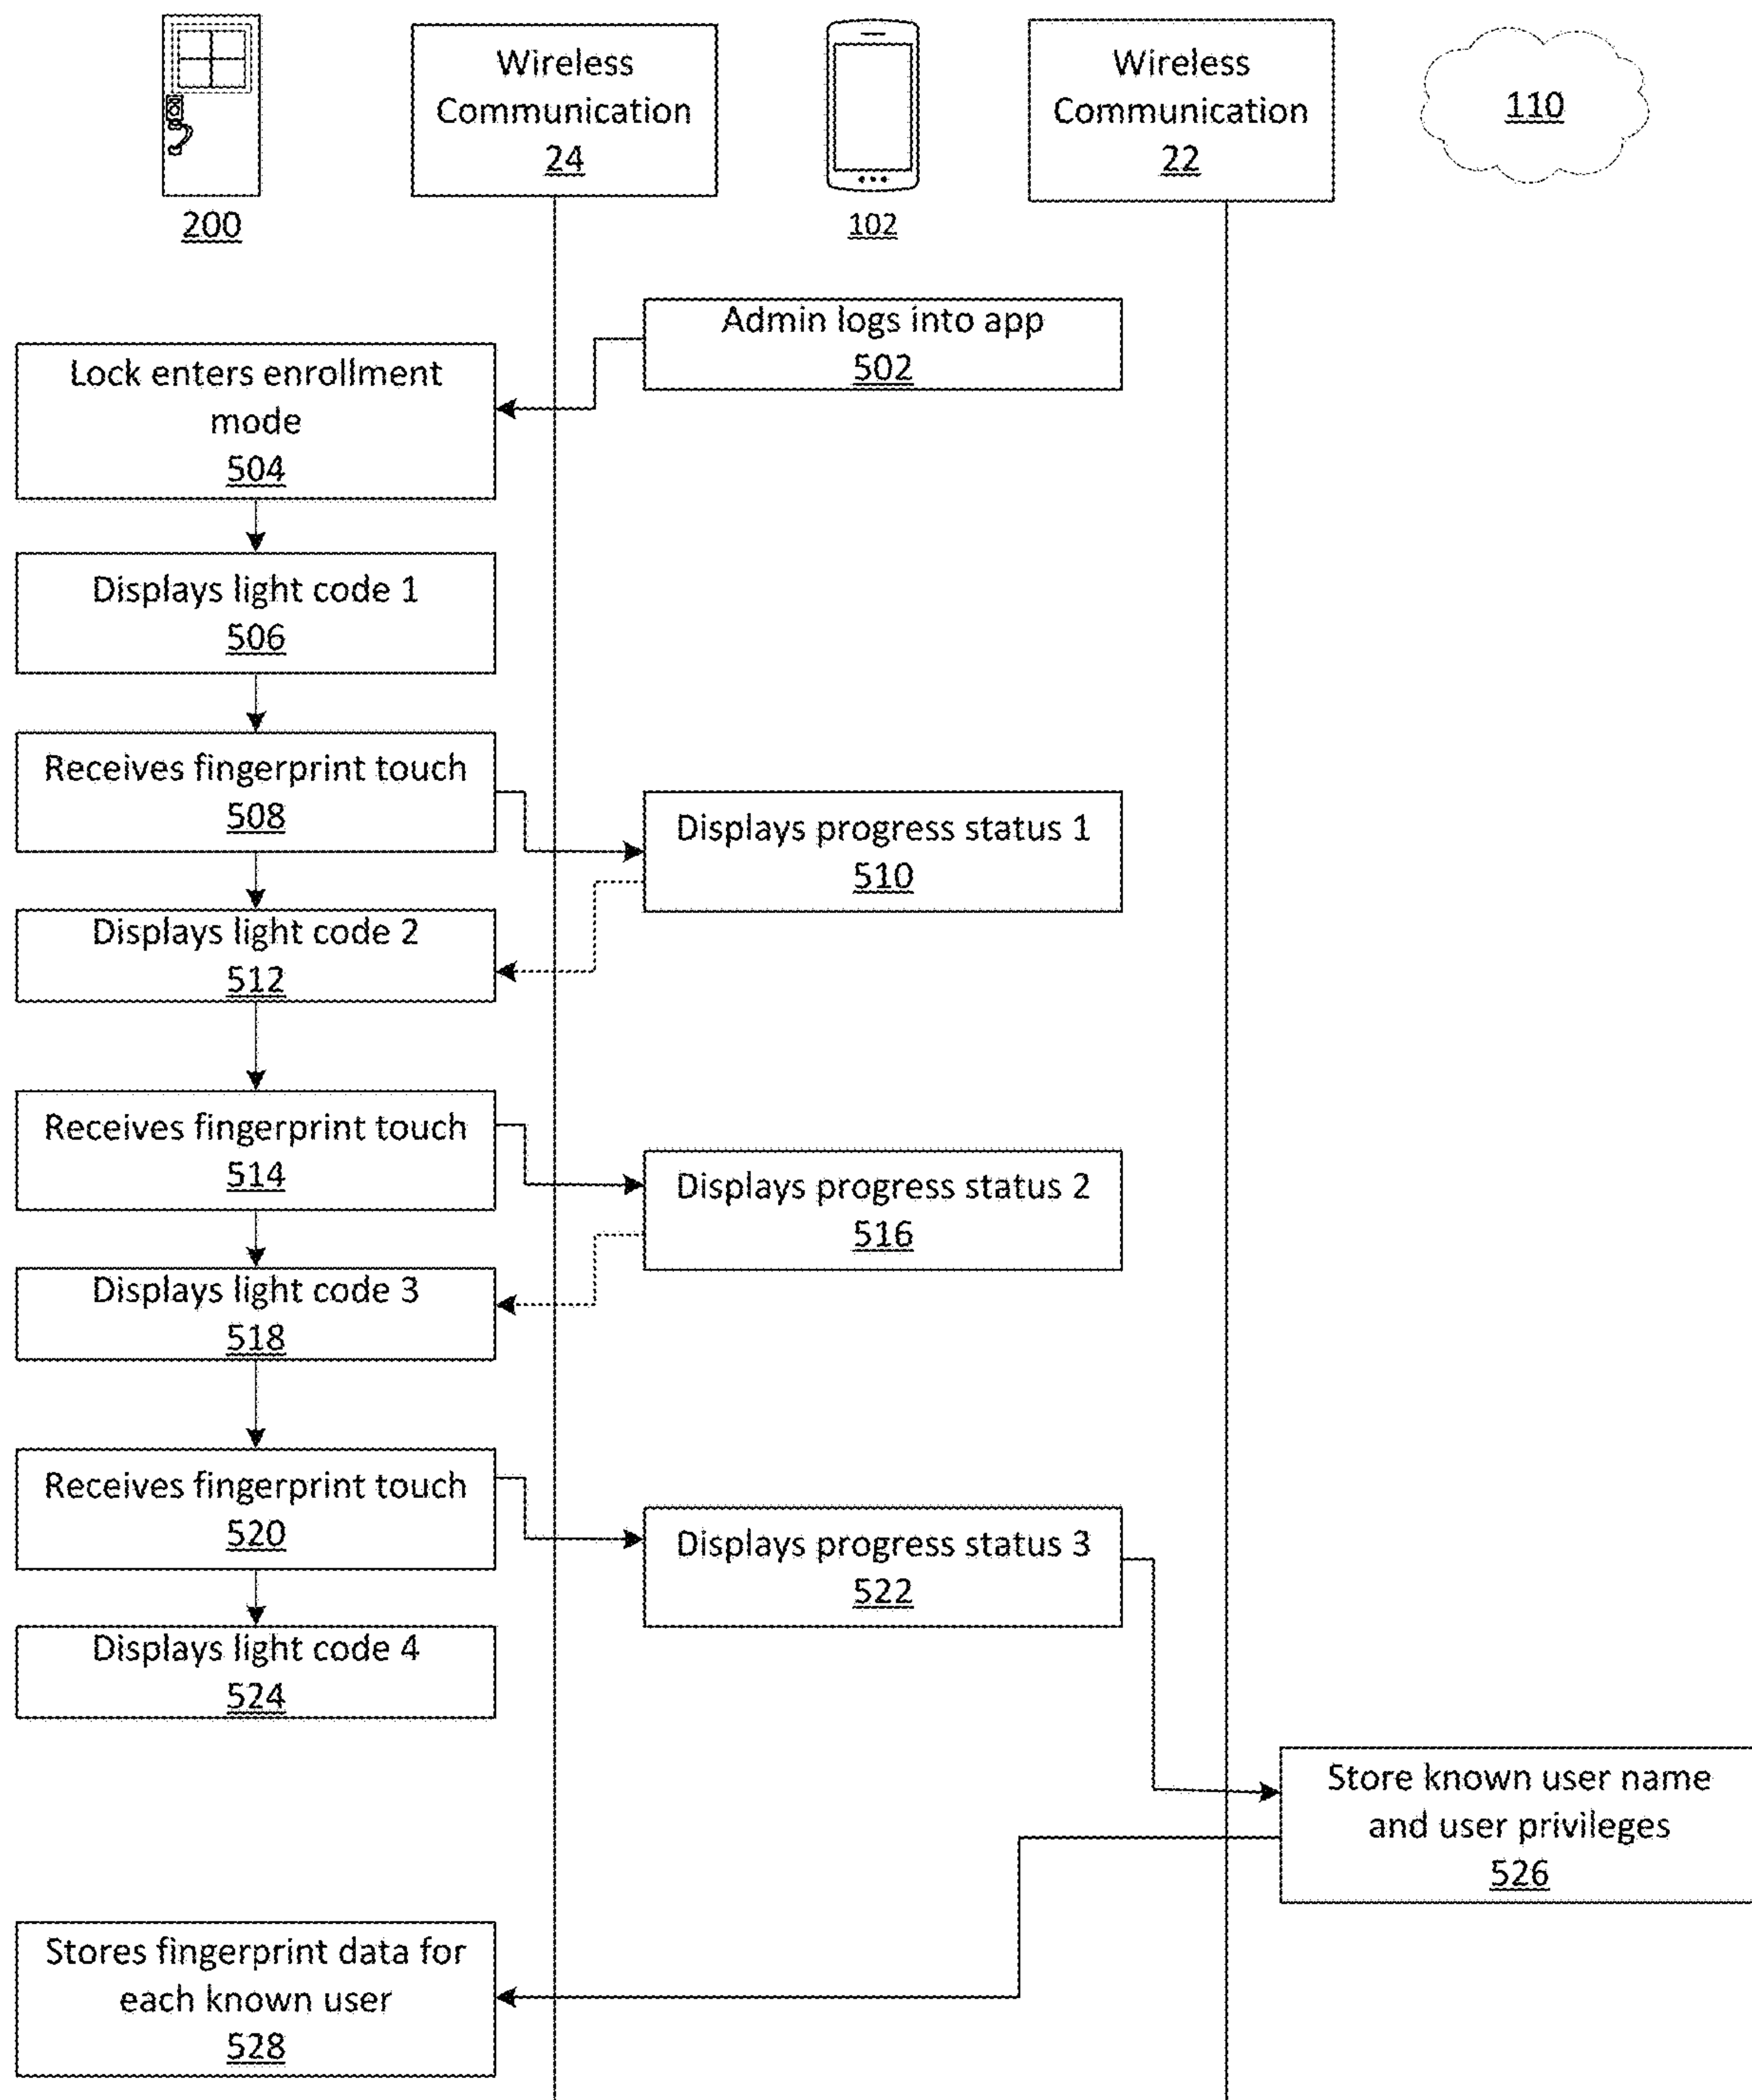 Wireless
Communication
24
Wireless
Communication
22
110
200
102
Admin logs into app
502
Lock enters enrollment
mode
504
Displays light code 1
506
Receives fingerprint touch
508
Displays progress status 1
510
Displays light code 2
512
Receives fingerprint touch
514
Displays progress status 2
516
Displays light code 3
518
Receives fingerprint touch
520
Displays progress status 3
522
Displays light code 4
524
Store known user name
and user privileges
526
Stores fingerprint data for
each known user
528